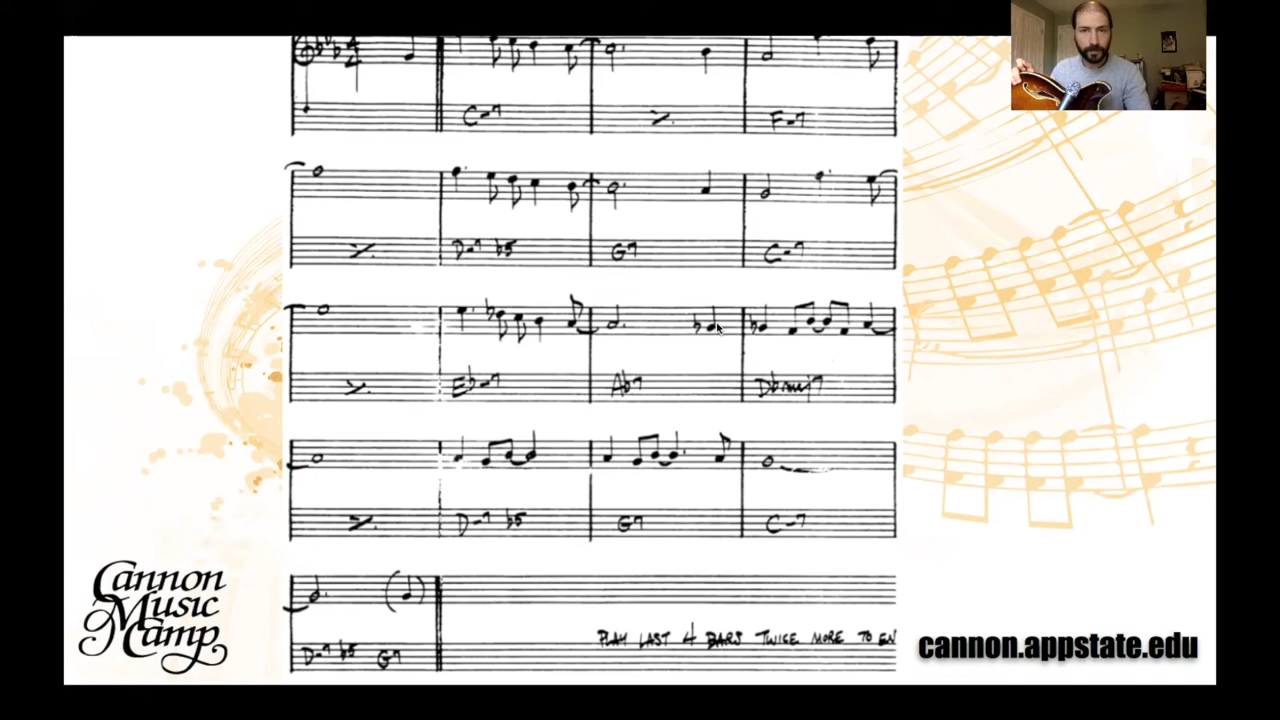 C-7 F-7
D-7 b5 G7 C-7
Eb-7 Ab7 Dbmaj7
D-7 b5 G7 C-7
D-7 b5 G7
PLAY LAST 4 BARS TWICE MORE TO EN
Cannon
Music
Camp
cannon.appstate.edu